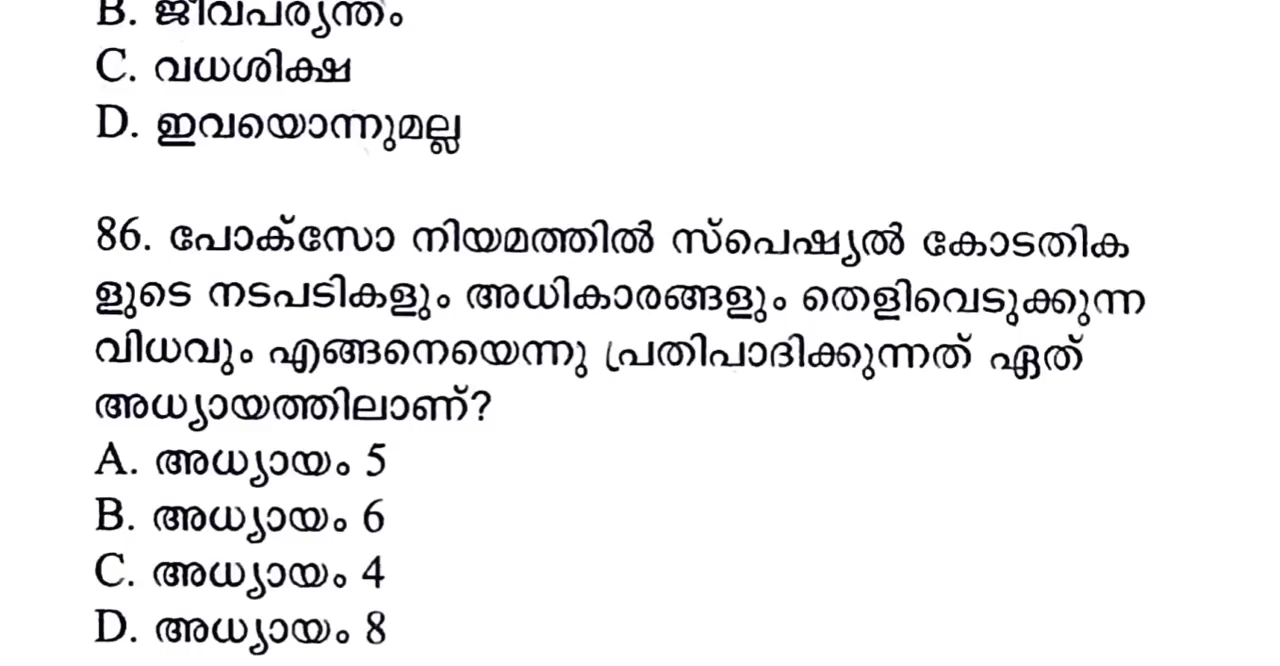 B. ജീവപര്യന്തം
C. വധശിക്ഷ
D. ഇവയൊന്നുമല്ല
86. പോക്സോ നിയമത്തിൽ സ്പെഷ്യൽ കോടതിക
ളുടെ നടപടികളും അധികാരങ്ങളും തെളിവെടുക്കുന്ന
വിധവും എങ്ങനെയെന്നു പ്രതിപാദിക്കുന്നത് ഏത്
അധ്യായത്തിലാണ്?
A. അധ്യായം 5
B. അധ്യായം 6
C. അധ്യായം 4
D. അധ്യായം 8